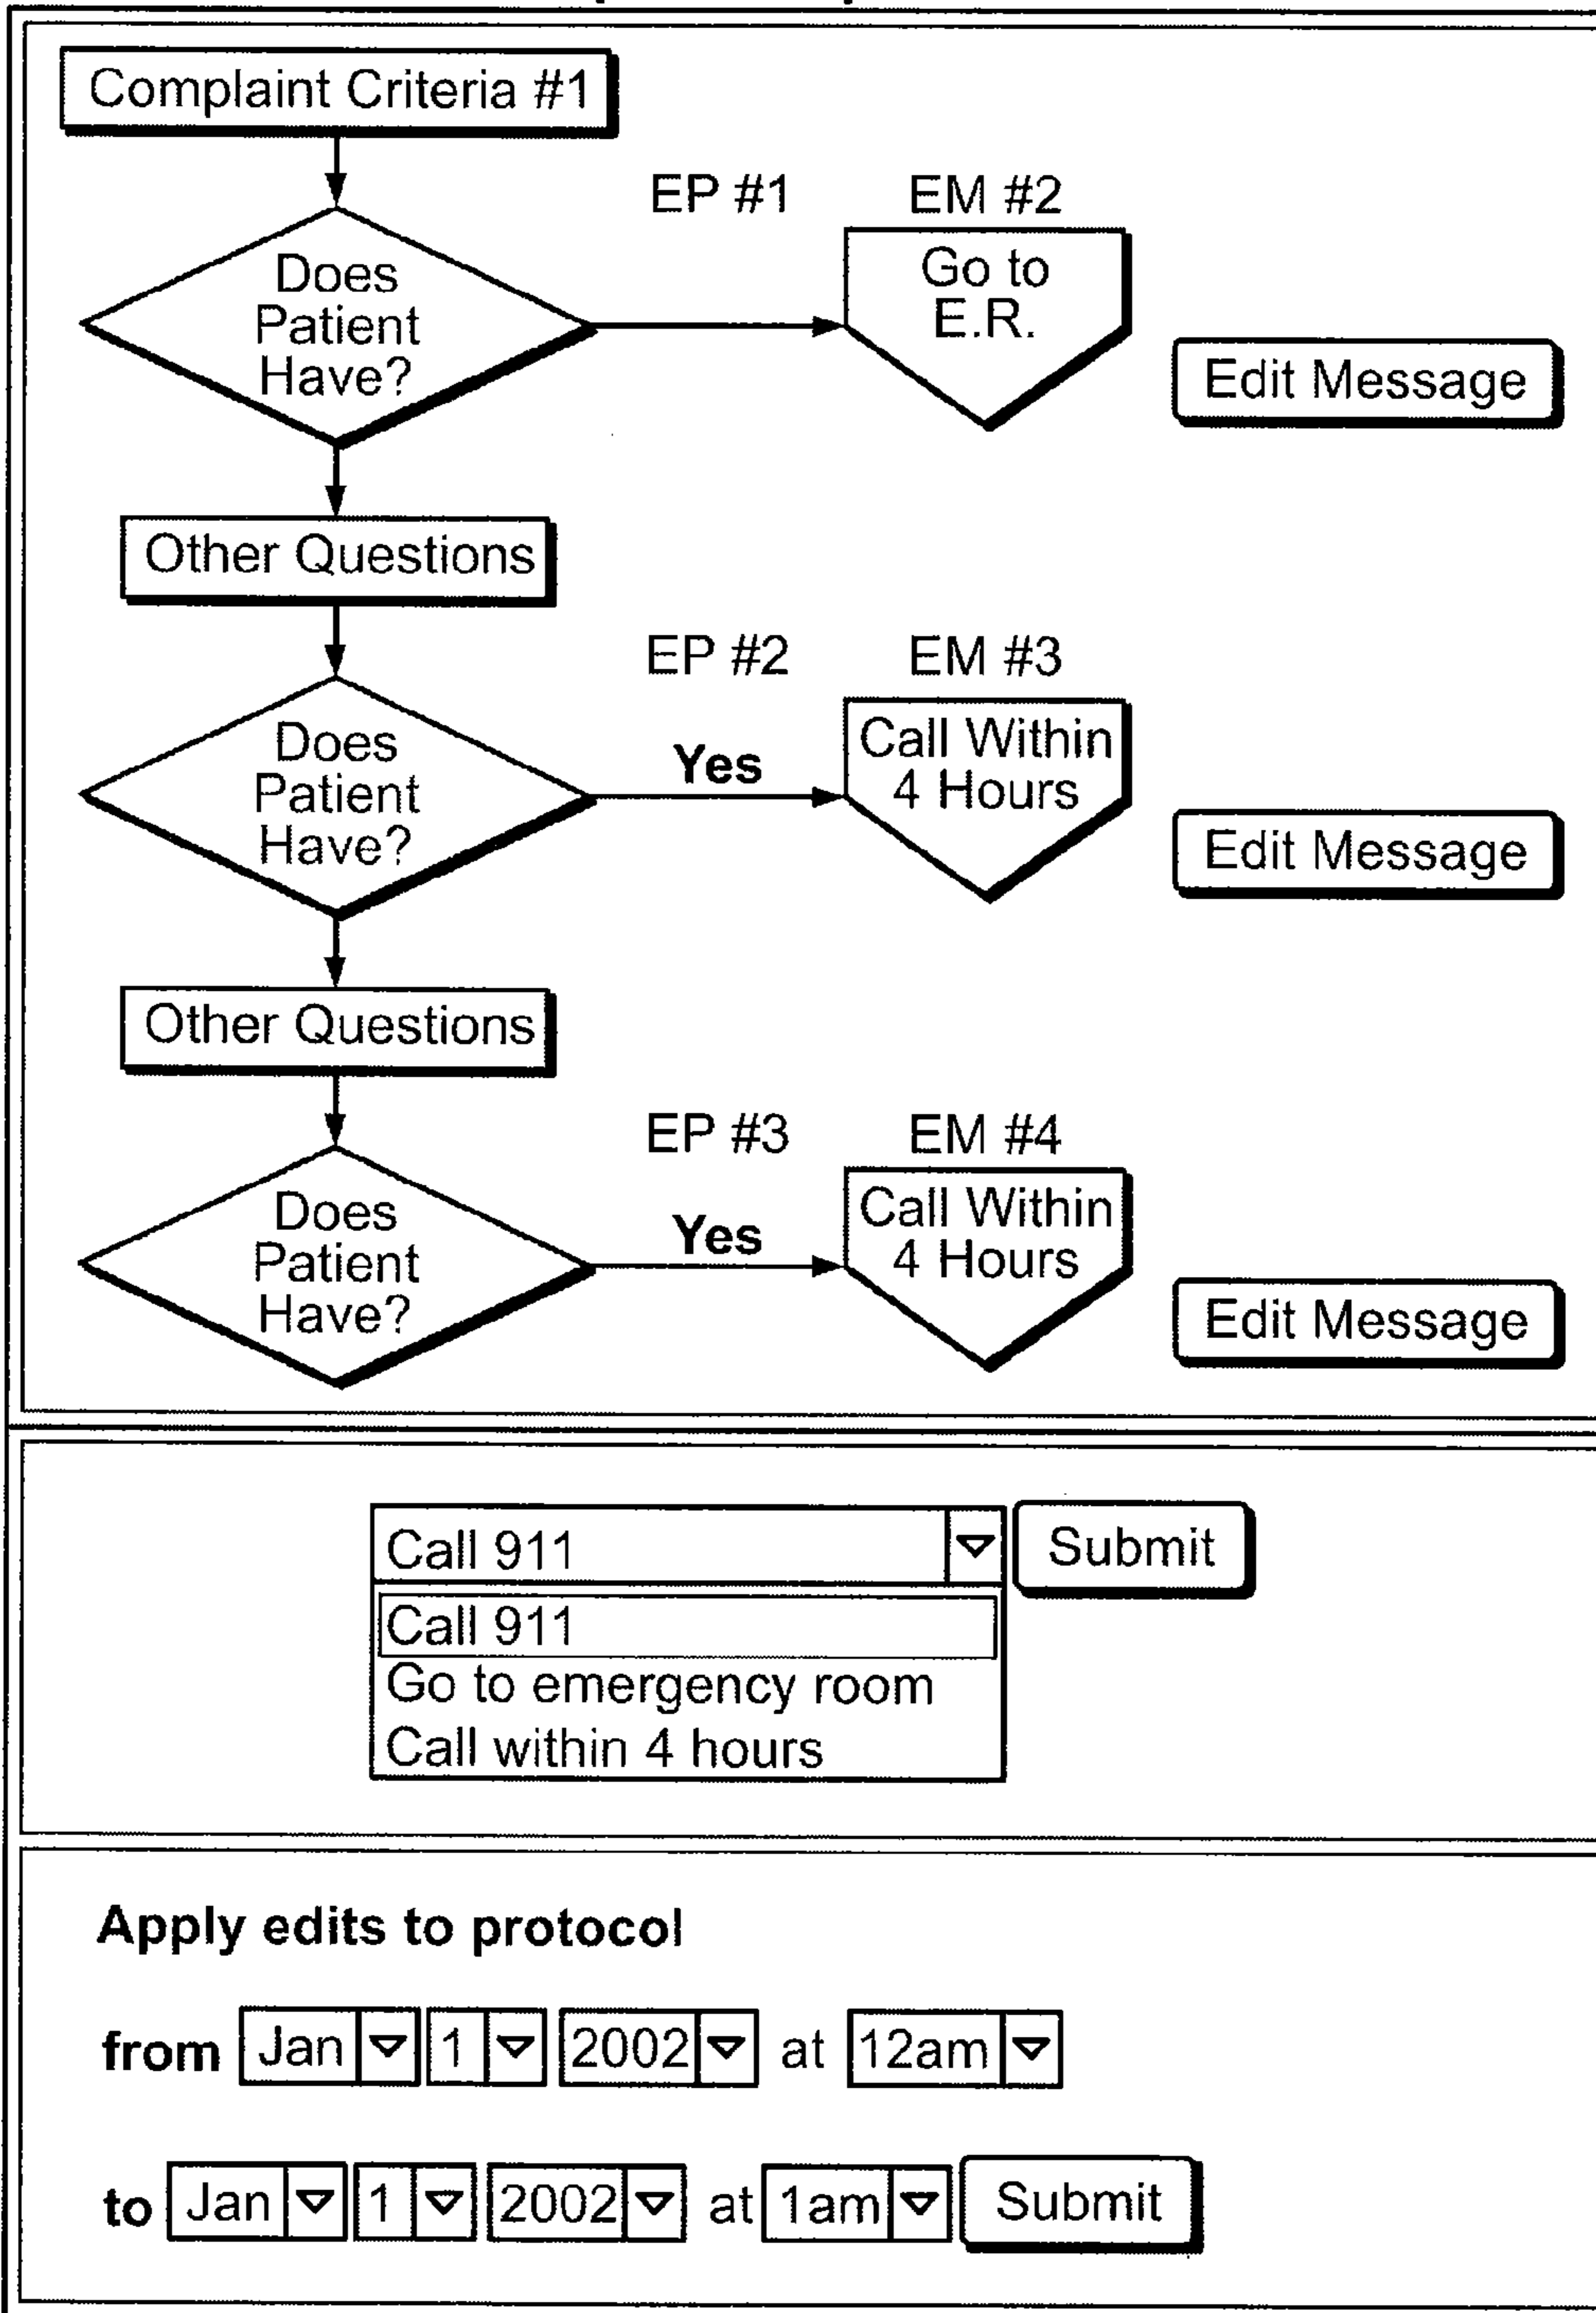 Complaint Criteria #1
EP #1
EM #2
Does
Patient
Have?
Go to
E.R.
Edit Message
Other Questions
EP #2
EM #3
Does
Patient
Have?
Yes
Call Within
4 Hours
Edit Message
Other Questions
EP #3
EM #4
Does
Patient
Have?
Yes
Call Within
4 Hours
Edit Message
Call 911
Submit
Call 911
Go to emergency room
Call within 4 hours
Apply edits to protocol
from Jan 1 2002 at 12am
to Jan 1 2002 at 1am Submit